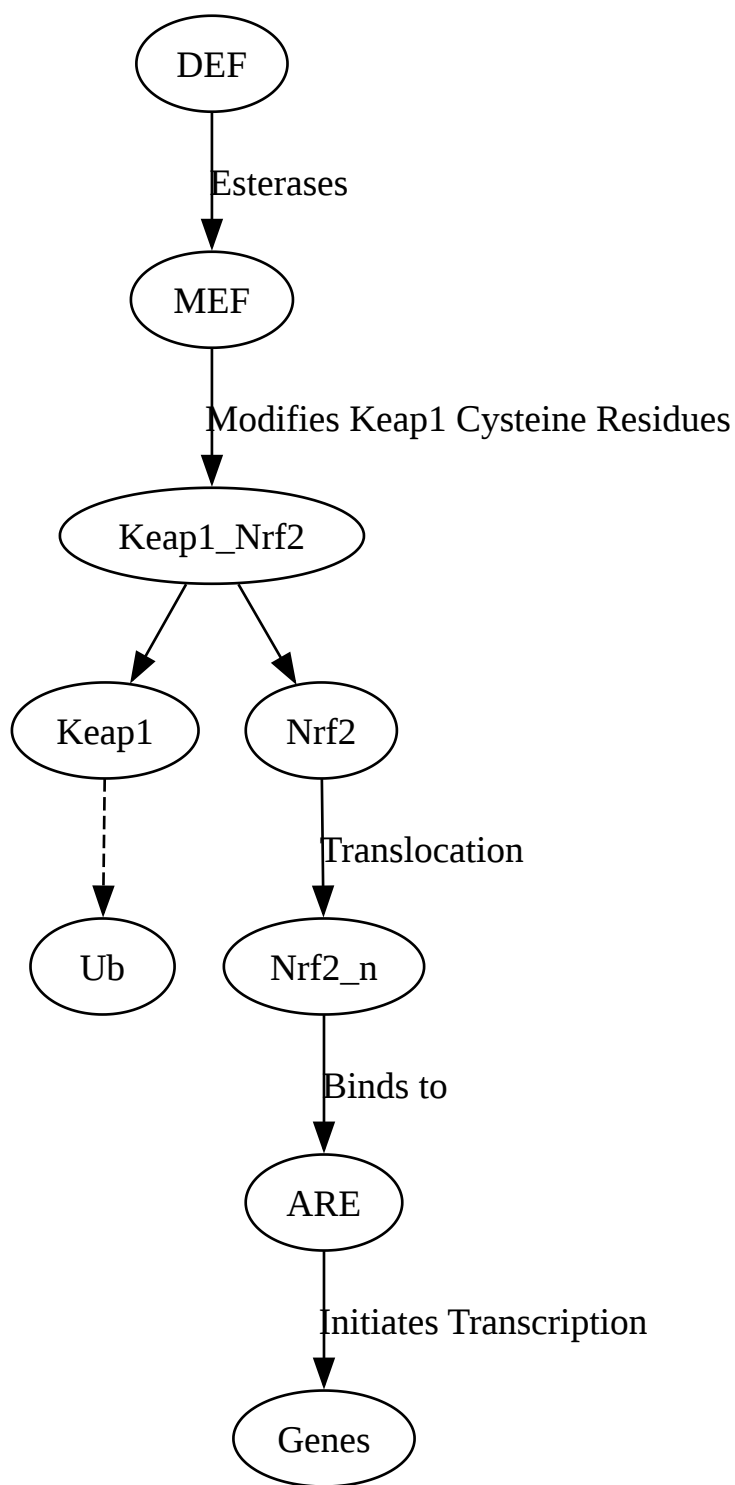 DEF
Esterases
MEF
Modifies Keap1 Cysteine Residues
Keap1_Nrf2
Keap1
Nrf2
Translocation
Ub
Nrf2_n
Binds to
ARE
Initiates Transcription
Genes